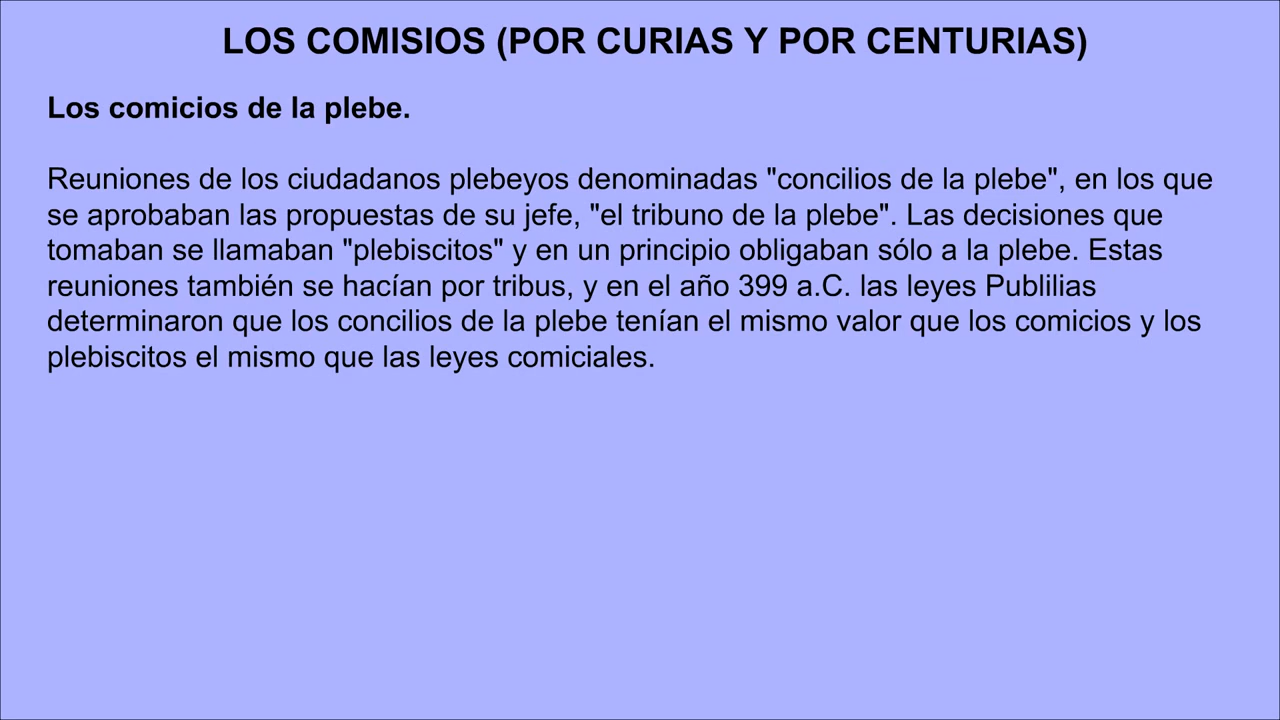 LOS COMISIOS (POR CURIAS Y POR CENTURIAS)
Los comicios de la plebe.
Reuniones de los ciudadanos plebeyos denominadas "concilios de la plebe", en los que
se aprobaban las propuestas de su jefe, "el tribuno de la plebe". Las decisiones que
tomaban se llamaban "plebiscitos" y en un principio obligaban sólo a la plebe. Estas
reuniones también se hacían por tribus, y en el año 399 a.C. las leyes Publilias
determinaron que los concilios de la plebe tenían el mismo valor que los comicios y los
plebiscitos el mismo que las leyes comiciales.